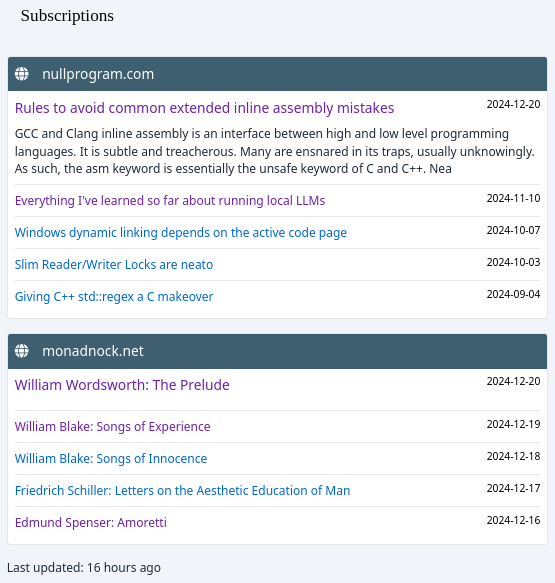 Subscriptions
nullprogram.com
Rules to avoid common extended inline assembly mistakes 2024-12-20
GCC and Clang inline assembly is an interface between high and low level programming
languages. It is subtle and treacherous. Many are ensnared in its traps, usually unknowingly.
As such, the asm keyword is essentially the unsafe keyword of C and C++. Nea
Everything I've learned so far about running local LLMs 2024-11-10
Windows dynamic linking depends on the active code page 2024-10-07
Slim Reader/Writer Locks are neato 2024-10-03
Giving C++ std::regex a C makeover 2024-09-04
monadnock.net
William Wordsworth: The Prelude 2024-12-20
William Blake: Songs of Experience 2024-12-19
William Blake: Songs of Innocence 2024-12-18
Friedrich Schiller: Letters on the Aesthetic Education of Man 2024-12-17
Edmund Spenser: Amoretti 2024-12-16
Last updated: 16 hours ago